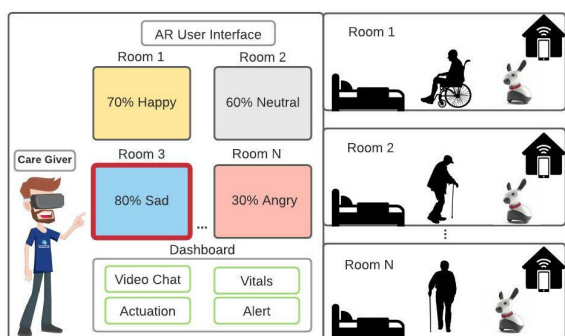 AR User Interface
Room 1
Room 2
70% Happy
60% Neutral
Care Giver
Room 3
Room N
80% Sad
...
30% Angry
Dashboard
Video Chat
Vitals
Actuation
Alert
Room 1
Room 2
Room N